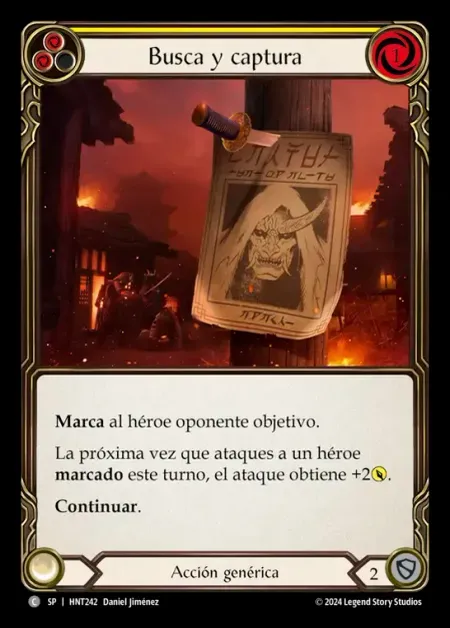 Busca y captura
1
Marca al héroe oponente objetivo.
La próxima vez que ataques a un héroe
marcado este turno, el ataque obtiene +2.
Continuar.
Acción genérica
2
C SP | HNT242 Daniel Jiménez
© 2024 Legend Story Studios